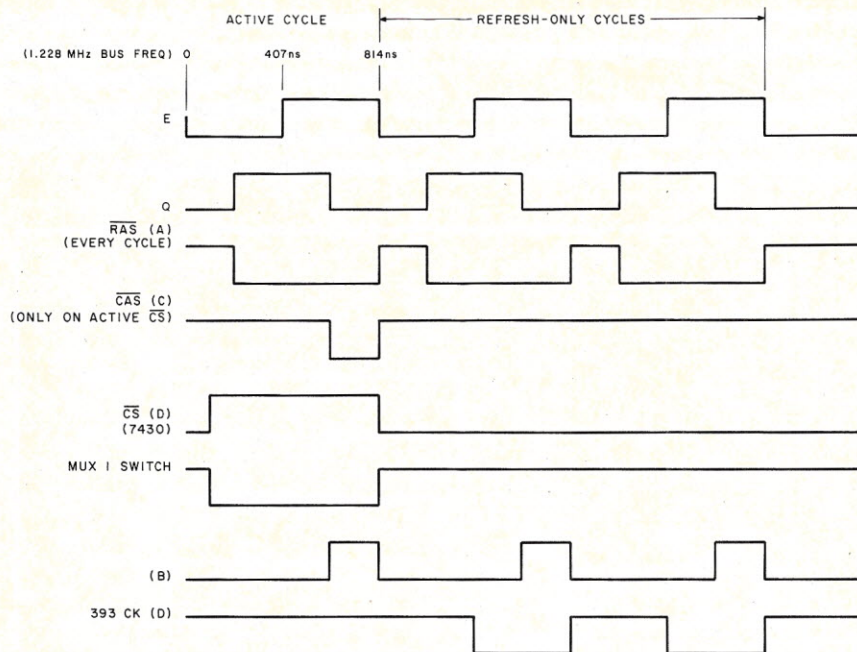 ACTIVE CYCLE
REFRESH-ONLY CYCLES
(1.228 MHz BUS FREQ) 0 407ns 814ns
E
Q
RAS (A)
(EVERY CYCLE)
CAS (C)
(ONLY ON ACTIVE CS)
CS (D)
(7430)
MUX 1 SWITCH
(B)
393 CK (D)